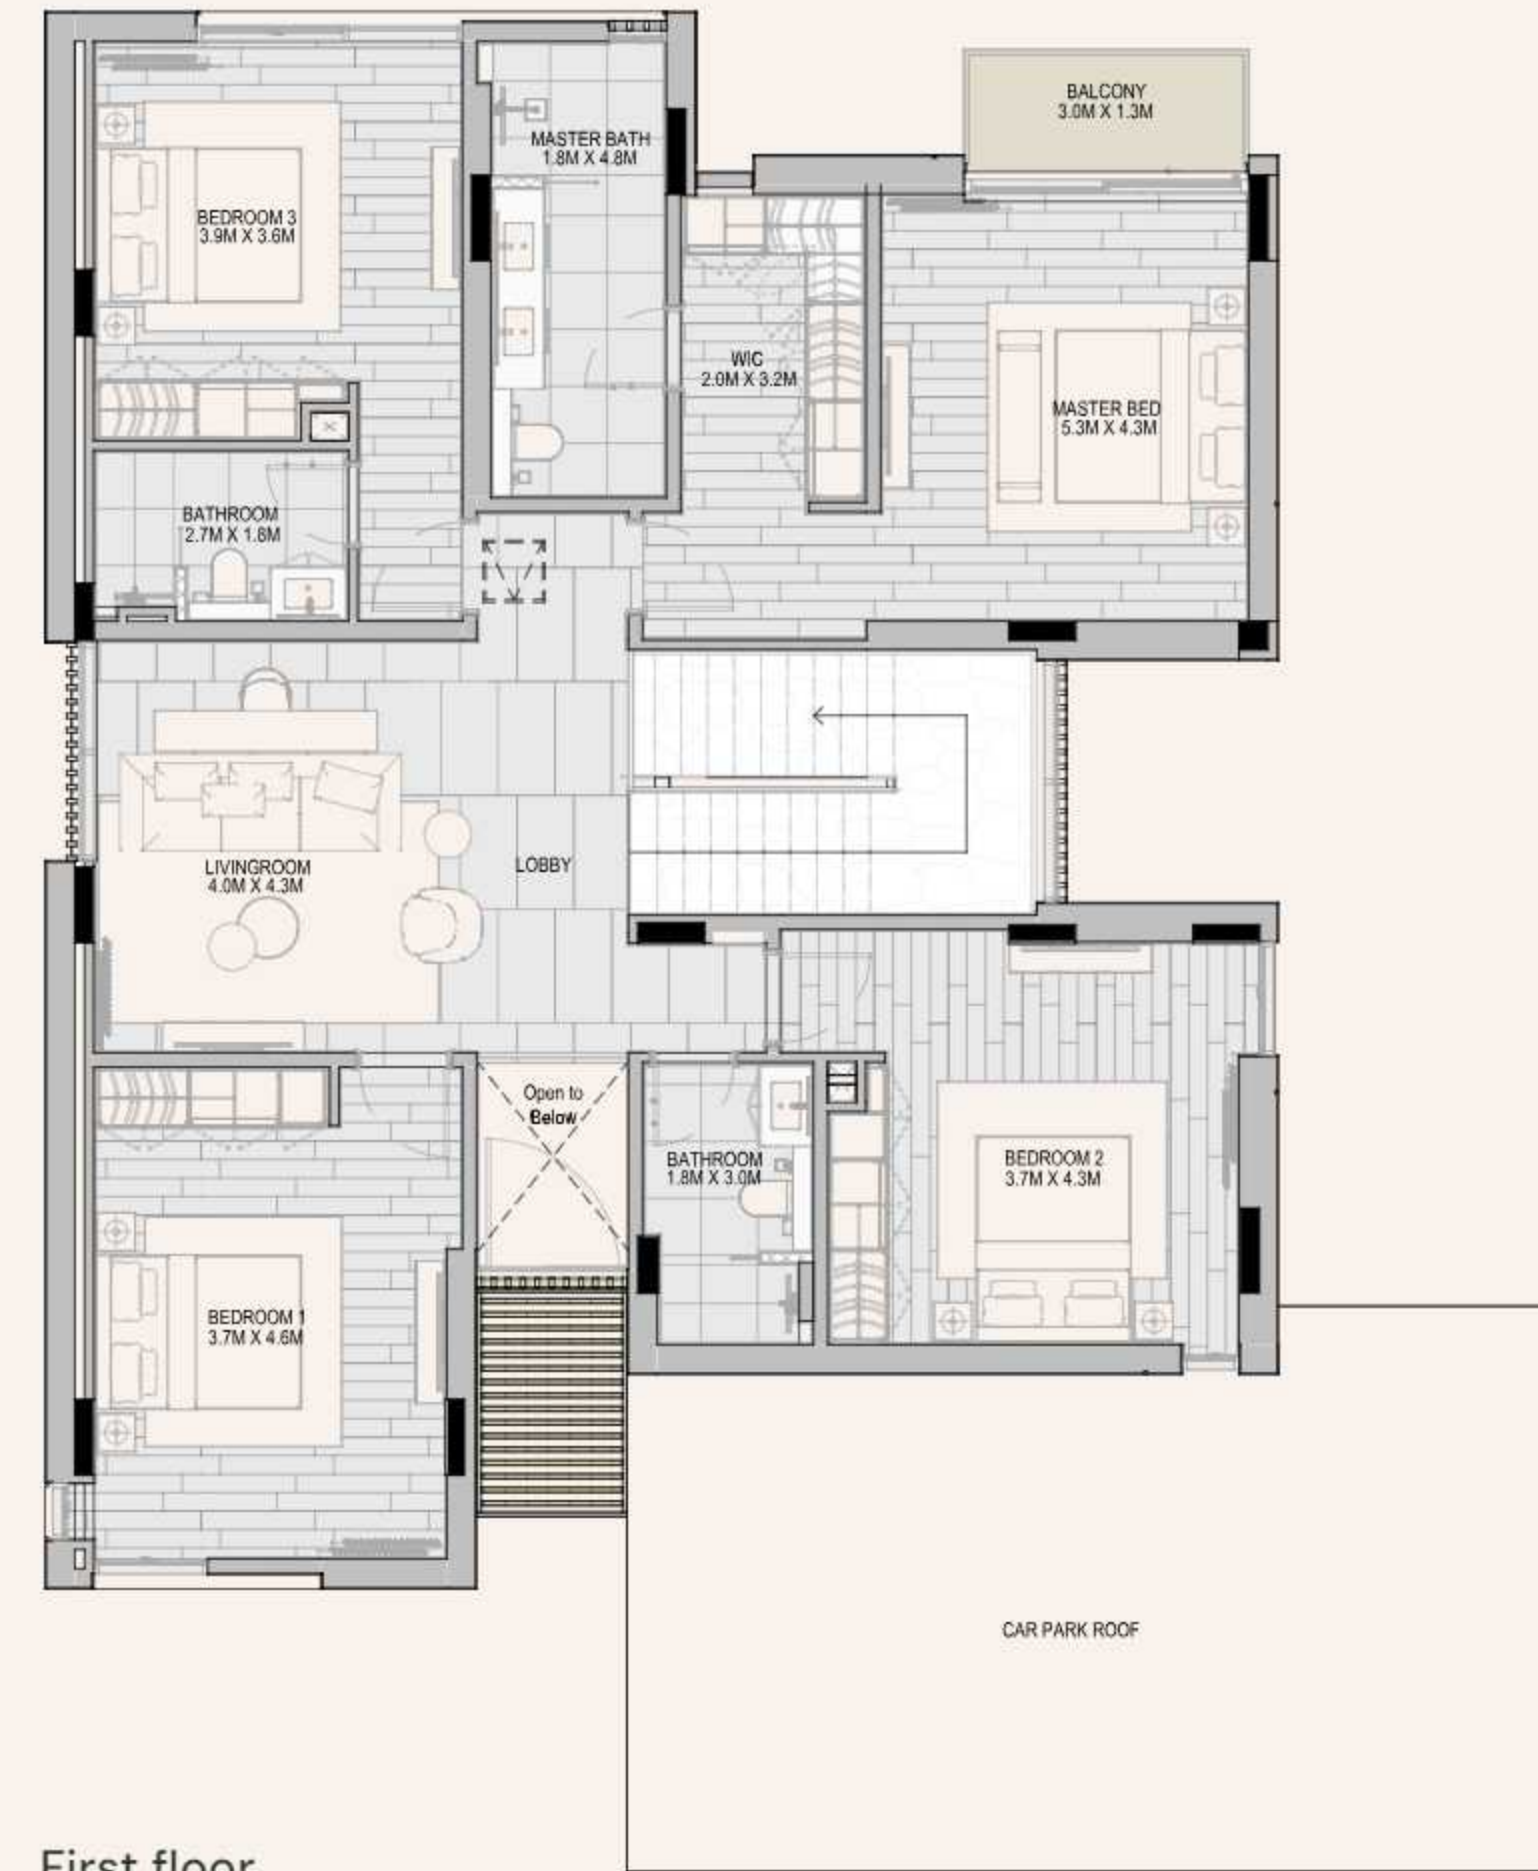 BALCONY
3.0M X 1.3M
MASTER BATH
1.8M X 4.8M
BEDROOM 3
3.9M X 3.6M
WIC
2.0M X 3.2M
MASTER BED
5.3M X 4.3M
BATHROOM
2.7M X 1.8M
LIVINGROOM
4.0M X 4.3M
LOBBY
Open to
Below
BATHROOM
1.8M X 3.0M
BEDROOM 2
3.7M X 4.3M
BEDROOM 1
3.7M X 4.6M
CAR PARK ROOF
First floor